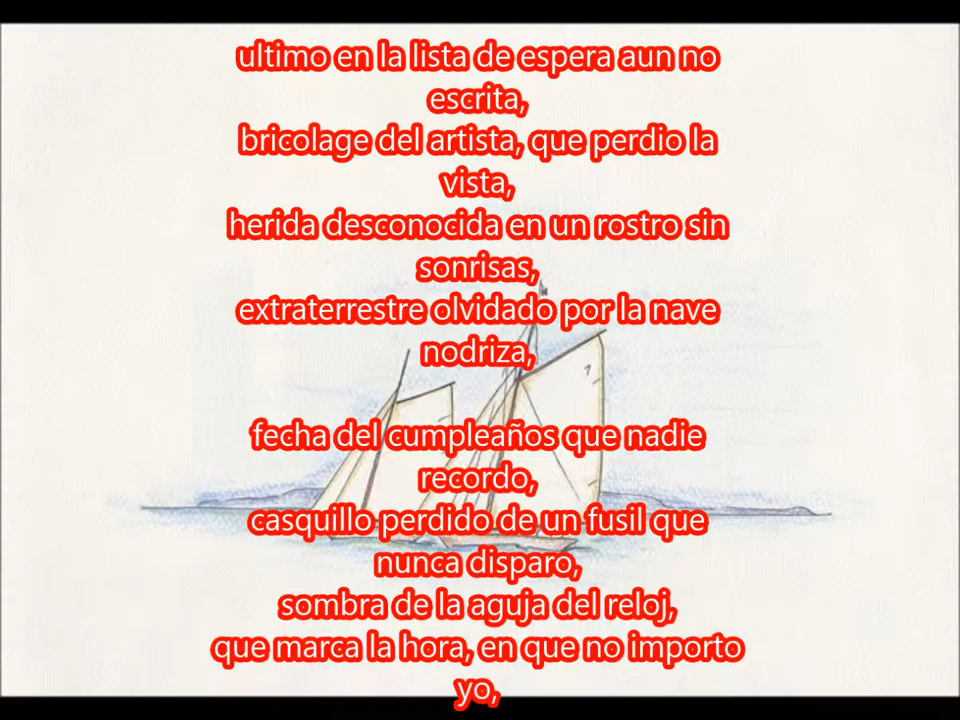 ultimo en la lista de espera aun no
escrita,
bricolage del artista, que perdio la
vista,
herida desconocida en un rostro sin
sonrisas,
extraterrestre olvidado por la nave
nodriza,
fecha del cumpleaños que nadie
recordo,
casquillo perdido de un fusil que
nunca disparo,
sombra de la aguja del reloj,
que marca la hora, en que no importo
yo,